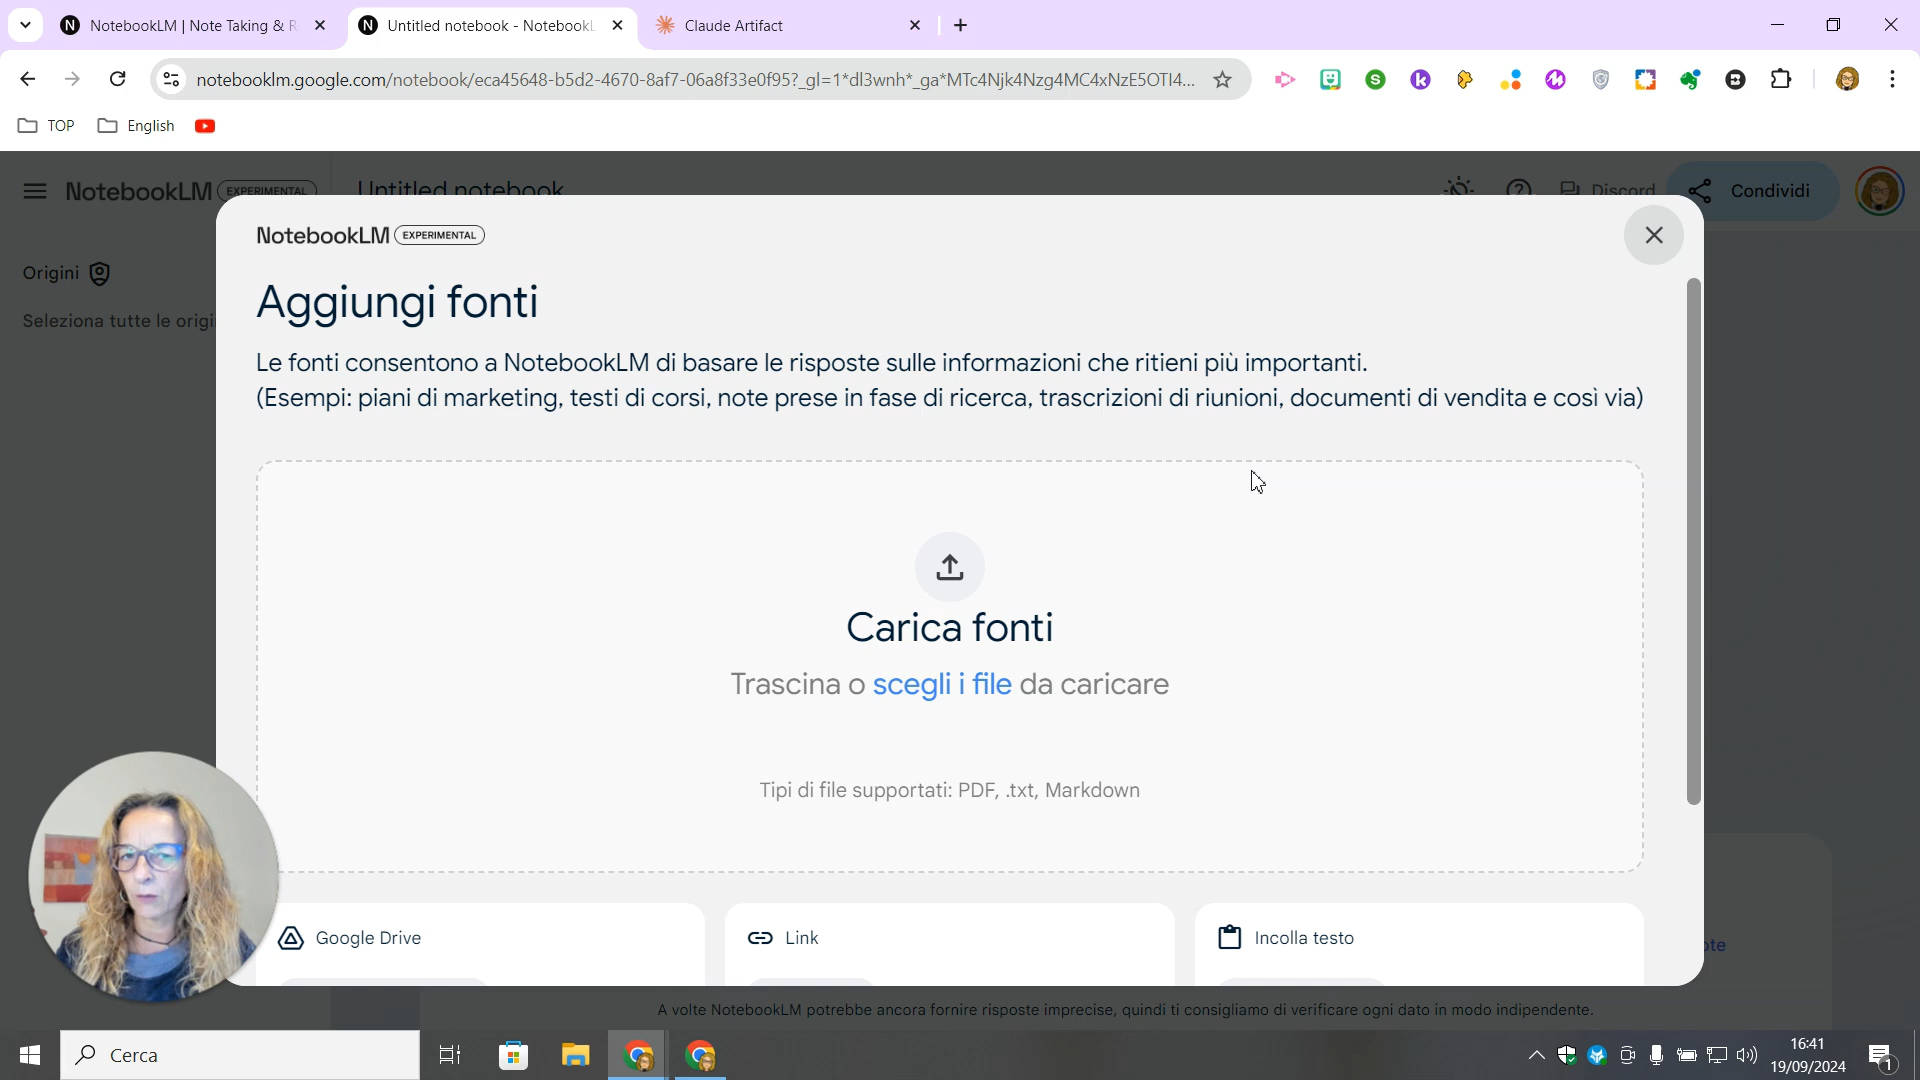 NotebookLM | Note Taking & R
Untitled notebook - NotebookL
Claude Artifact
notebooklm.google.com/notebook/eca45648-b5d2-4670-8af7-06a8f33e0f95?_gl=1*dl3wnh*_ga*MTc4Njk4Nzg4MC4xNzE5OTI4...
TOP
English
NotebookLM EXPERIMENTAL
Untitled notebook
Discord
Condividi
Origini
Seleziona tutte le origi
NotebookLM EXPERIMENTAL
Aggiungi fonti
Le fonti consentono a NotebookLM di basare le risposte sulle informazioni che ritieni più importanti.
(Esempi: piani di marketing, testi di corsi, note prese in fase di ricerca, trascrizioni di riunioni, documenti di vendita e così via)
Carica fonti
Trascina o scegli i file da caricare
Tipi di file supportati: PDF, .txt, Markdown
Google Drive
Link
Incolla testo
ote
A volte NotebookLM potrebbe ancora fornire risposte imprecise, quindi ti consigliamo di verificare ogni dato in modo indipendente.
Cerca
16:41
19/09/2024
1